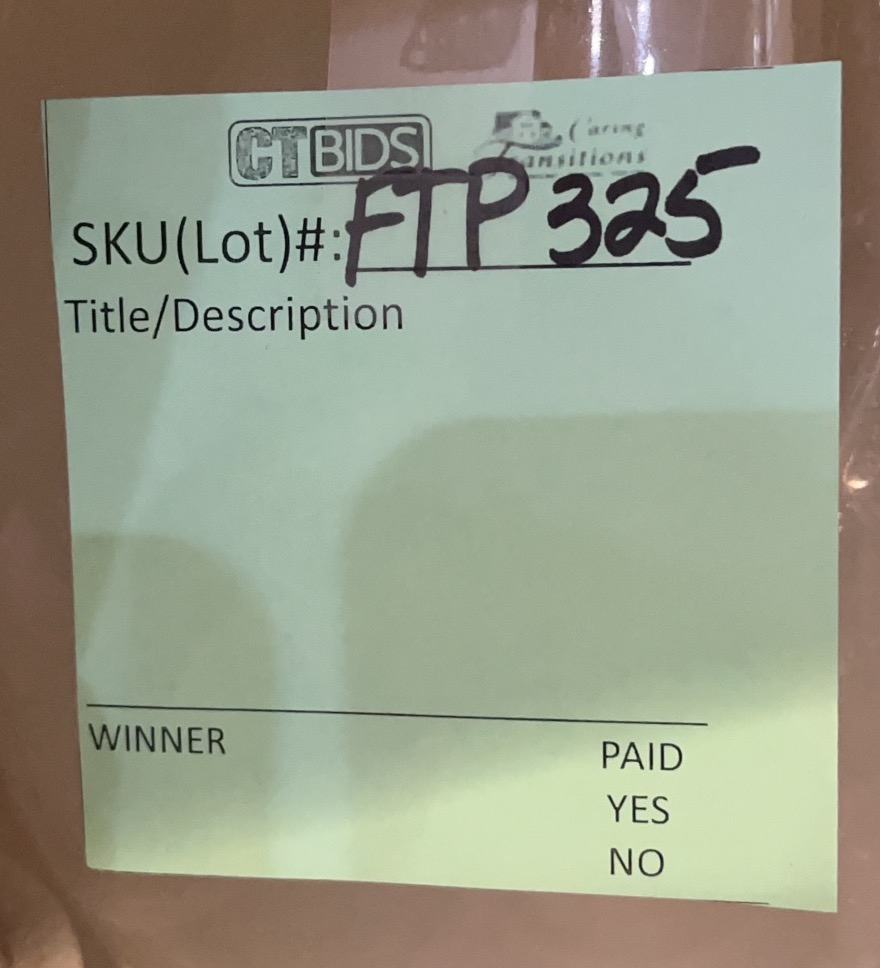 CTBIDS Caring
Transitions
SKU(Lot)#: FTP 325
Title/Description
WINNER PAID
YES
NO